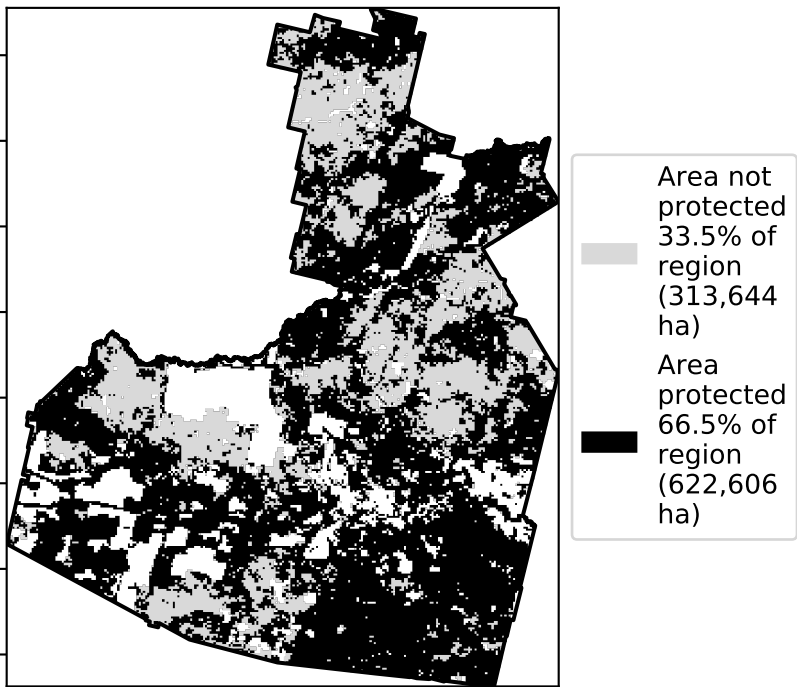 Area not
protected
33.5% of
region
(313,644
ha)
Area
protected
66.5% of
region
(622,606
ha)